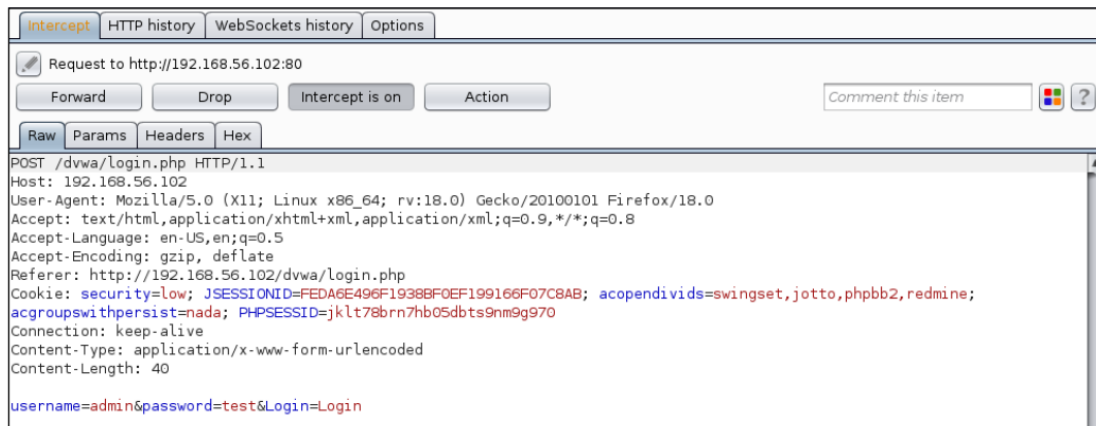 Intercept HTTP history WebSockets history Options
Request to http://192.168.56.102:80
Forward Drop Intercept is on Action Comment this item ?
Raw Params Headers Hex
POST /dvwa/login.php HTTP/1.1
Host: 192.168.56.102
User-Agent: Mozilla/5.0 (X11; Linux x86_64; rv:18.0) Gecko/20100101 Firefox/18.0
Accept: text/html,application/xhtml+xml,application/xml;q=0.9,*/*;q=0.8
Accept-Language: en-US,en;q=0.5
Accept-Encoding: gzip, deflate
Referer: http://192.168.56.102/dvwa/login.php
Cookie: security=low; JSESSIONID=FEDA6E496F1938BF0EF199166F07C8AB; acopendivids=swingset,jotto,phpbb2,redmine;
acgroupswithpersist=nada; PHPSESSID=jklt78brn7hb05dbts9nm9g970
Connection: keep-alive
Content-Type: application/x-www-form-urlencoded
Content-Length: 40
username=admin&password=test&Login=Login